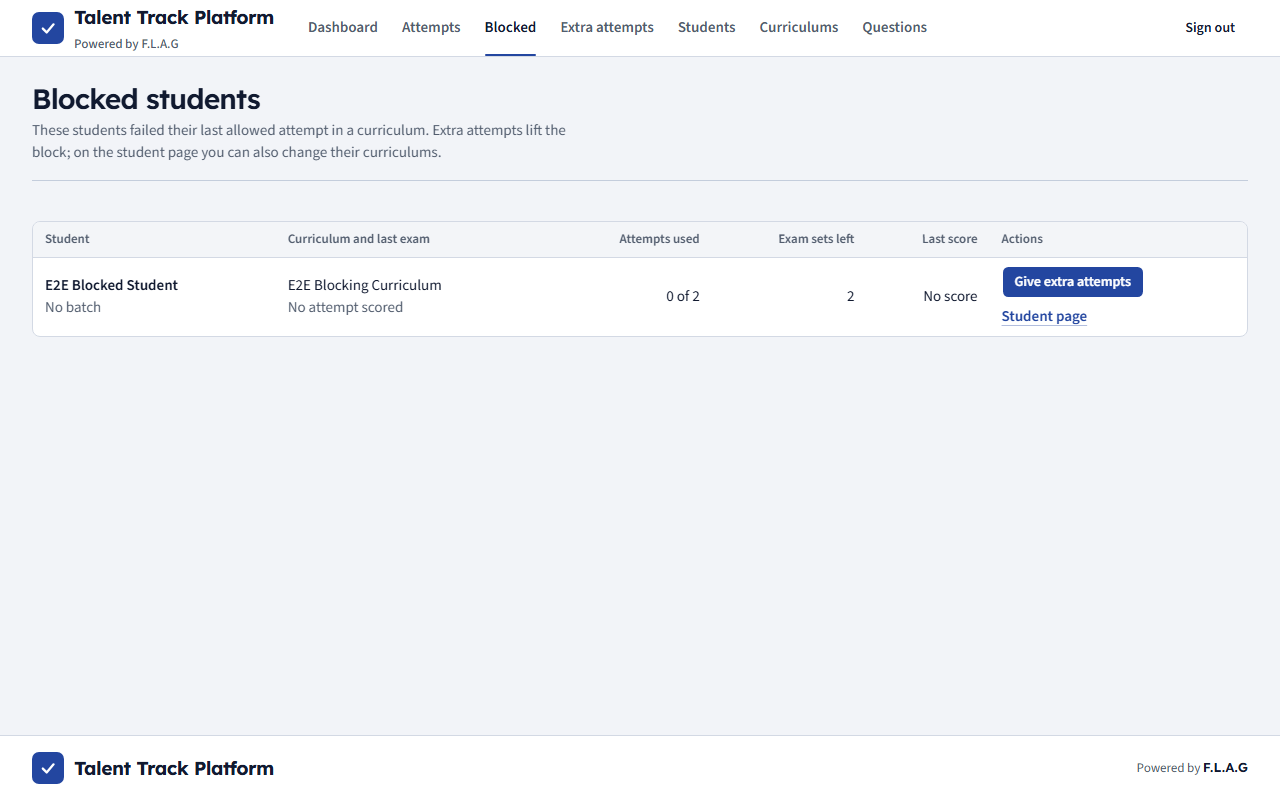 Talent Track Platform
Powered by F.L.A.G
Dashboard Attempts Blocked Extra attempts Students Curriculums Questions Sign out
Blocked students
These students failed their last allowed attempt in a curriculum. Extra attempts lift the
block; on the student page you can also change their curriculums.
Student Curriculum and last exam Attempts used Exam sets left Last score Actions
E2E Blocked Student E2E Blocking Curriculum 0 of 2 2 No score Give extra attempts
No batch No attempt scored Student page
Talent Track Platform Powered by F.L.A.G